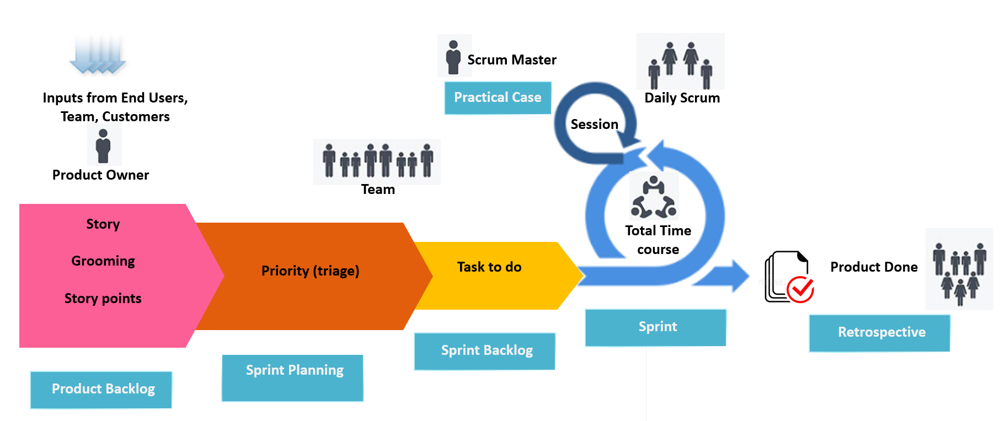 Inputs from End Users,
Team, Customers
Product Owner
Story
Grooming
Story points
Product Backlog
Team
Priority (triage)
Sprint Planning
Task to do
Sprint Backlog
Scrum Master
Practical Case
Session
Daily Scrum
Total Time
course
Sprint
Product Done
Retrospective